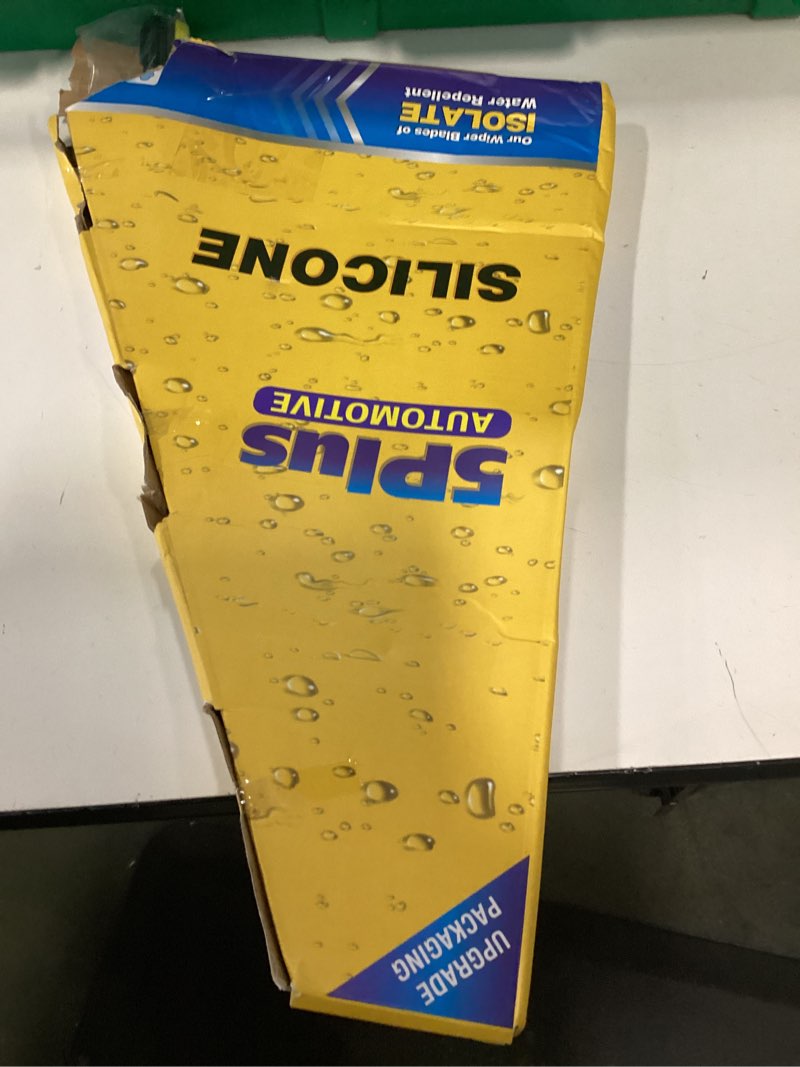 UPGRADE
PACKAGING
5Plus
AUTOMOTIVE
SILICONE
Our Wiper Blades of
ISOLATE
Water Repellent